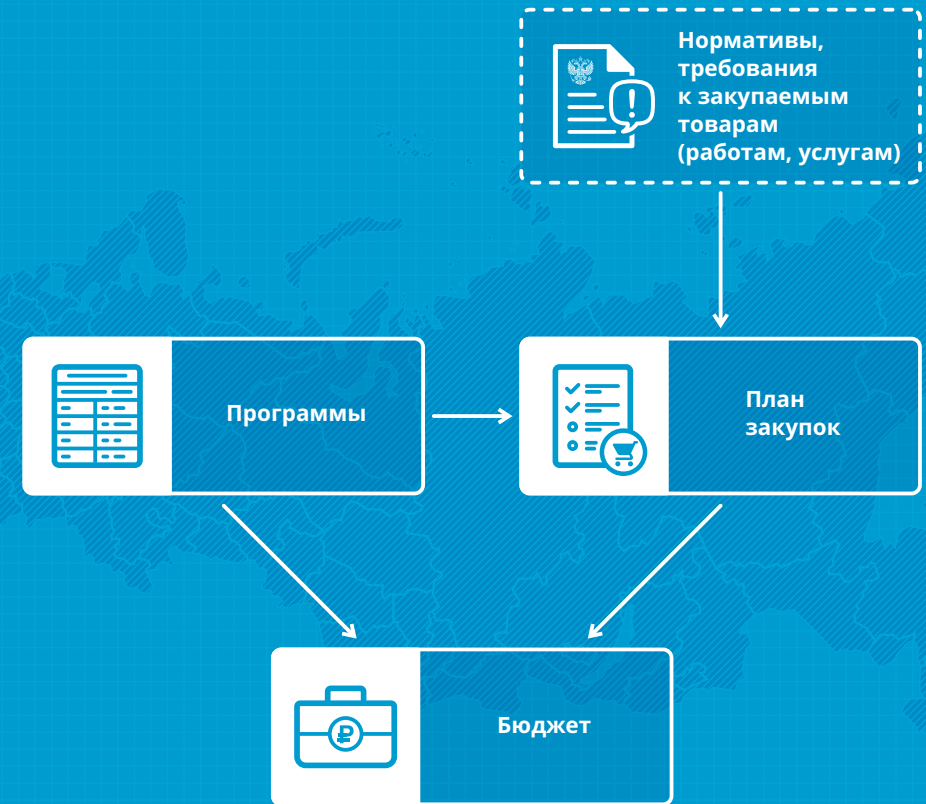 Нормативы,
требования
к закупаемым
товарам
(работам, услугам)
Программы
План
закупок
Бюджет